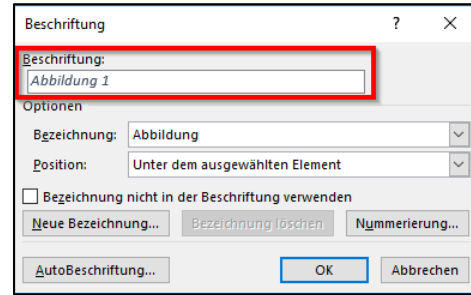 Beschriftung ? ×
Beschriftung:
Abbildung 1
Optionen
Bezeichnung: Abbildung
Position: Unter dem ausgewählten Element
Bezeichnung nicht in der Beschriftung verwenden
Neue Bezeichnung... Bezeichnung löschen Nummerierung...
AutoBeschriftung... OK Abbrechen